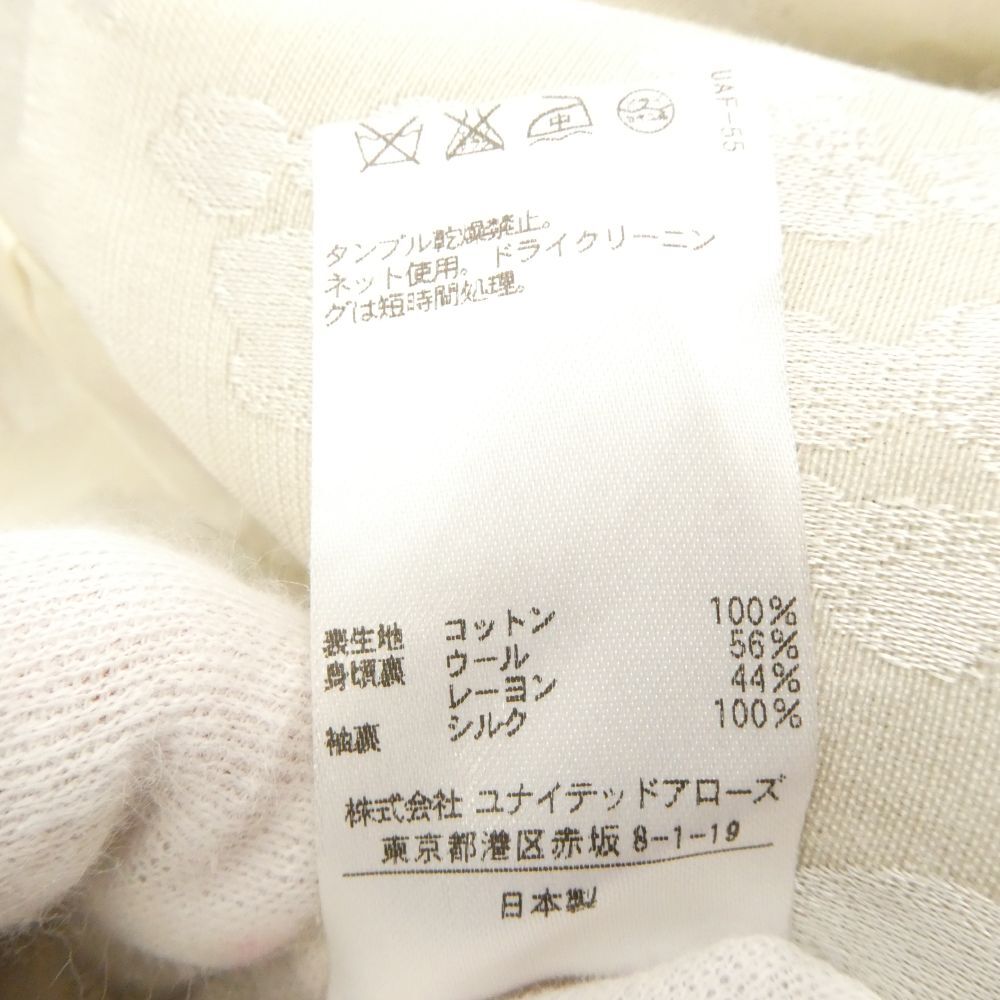 UAF-55
中
タンブル乾燥禁止。
ネット使用。ドライクリーニン
グは短時間処理。
表生地 コットン 100%
身頃裏 ウール 56%
レーヨン 44%
袖裏 シルク 100%
株式会社 ユナイテッドアローズ
東京都港区赤坂 8-1-19
日本製